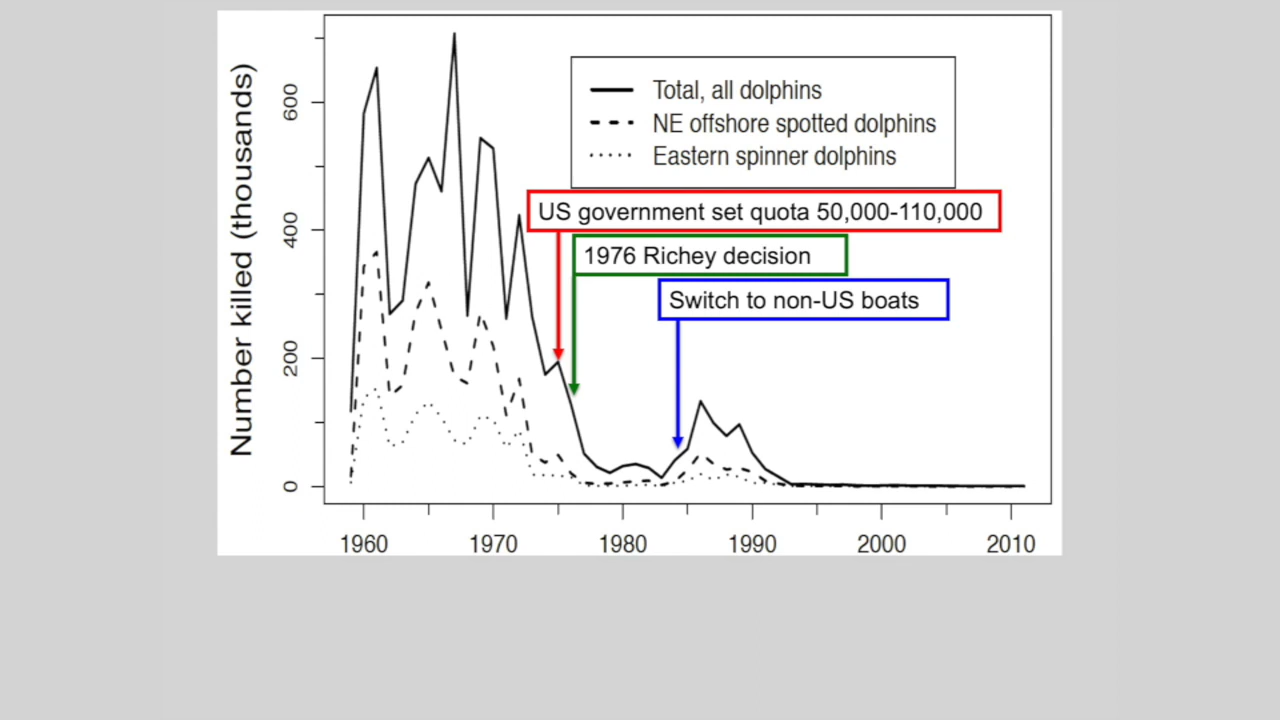 Number killed (thousands)
600
400
200
0
Total, all dolphins
NE offshore spotted dolphins
Eastern spinner dolphins
US government set quota 50,000-110,000
1976 Richey decision
Switch to non-US boats
1960 1970 1980 1990 2000 2010